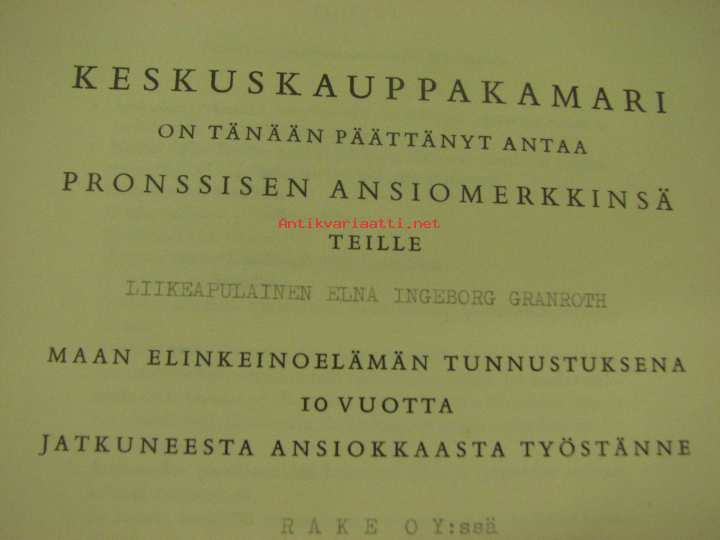 KESKUSKAUPPAKAMARI
ON TÄNÄÄN PÄÄTTÄNYT ANTAA
PRONSSISEN ANSIOMERKKINSÄ
Antikvariaatti.net
TEILLE
LIIKEAPULAINEN ELNA INGEBORG GRANROTH
MAAN ELINKEINOELÄMÄN TUNNUSTUKSENA
10 VUOTTA
JATKUNEESTA ANSIOKKAASTA TYÖSTÄNNE
RAKE OY:ssä